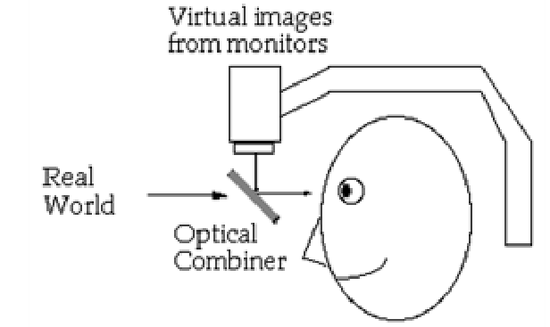 Virtual images
from monitors
Real
World
Optical
Combiner